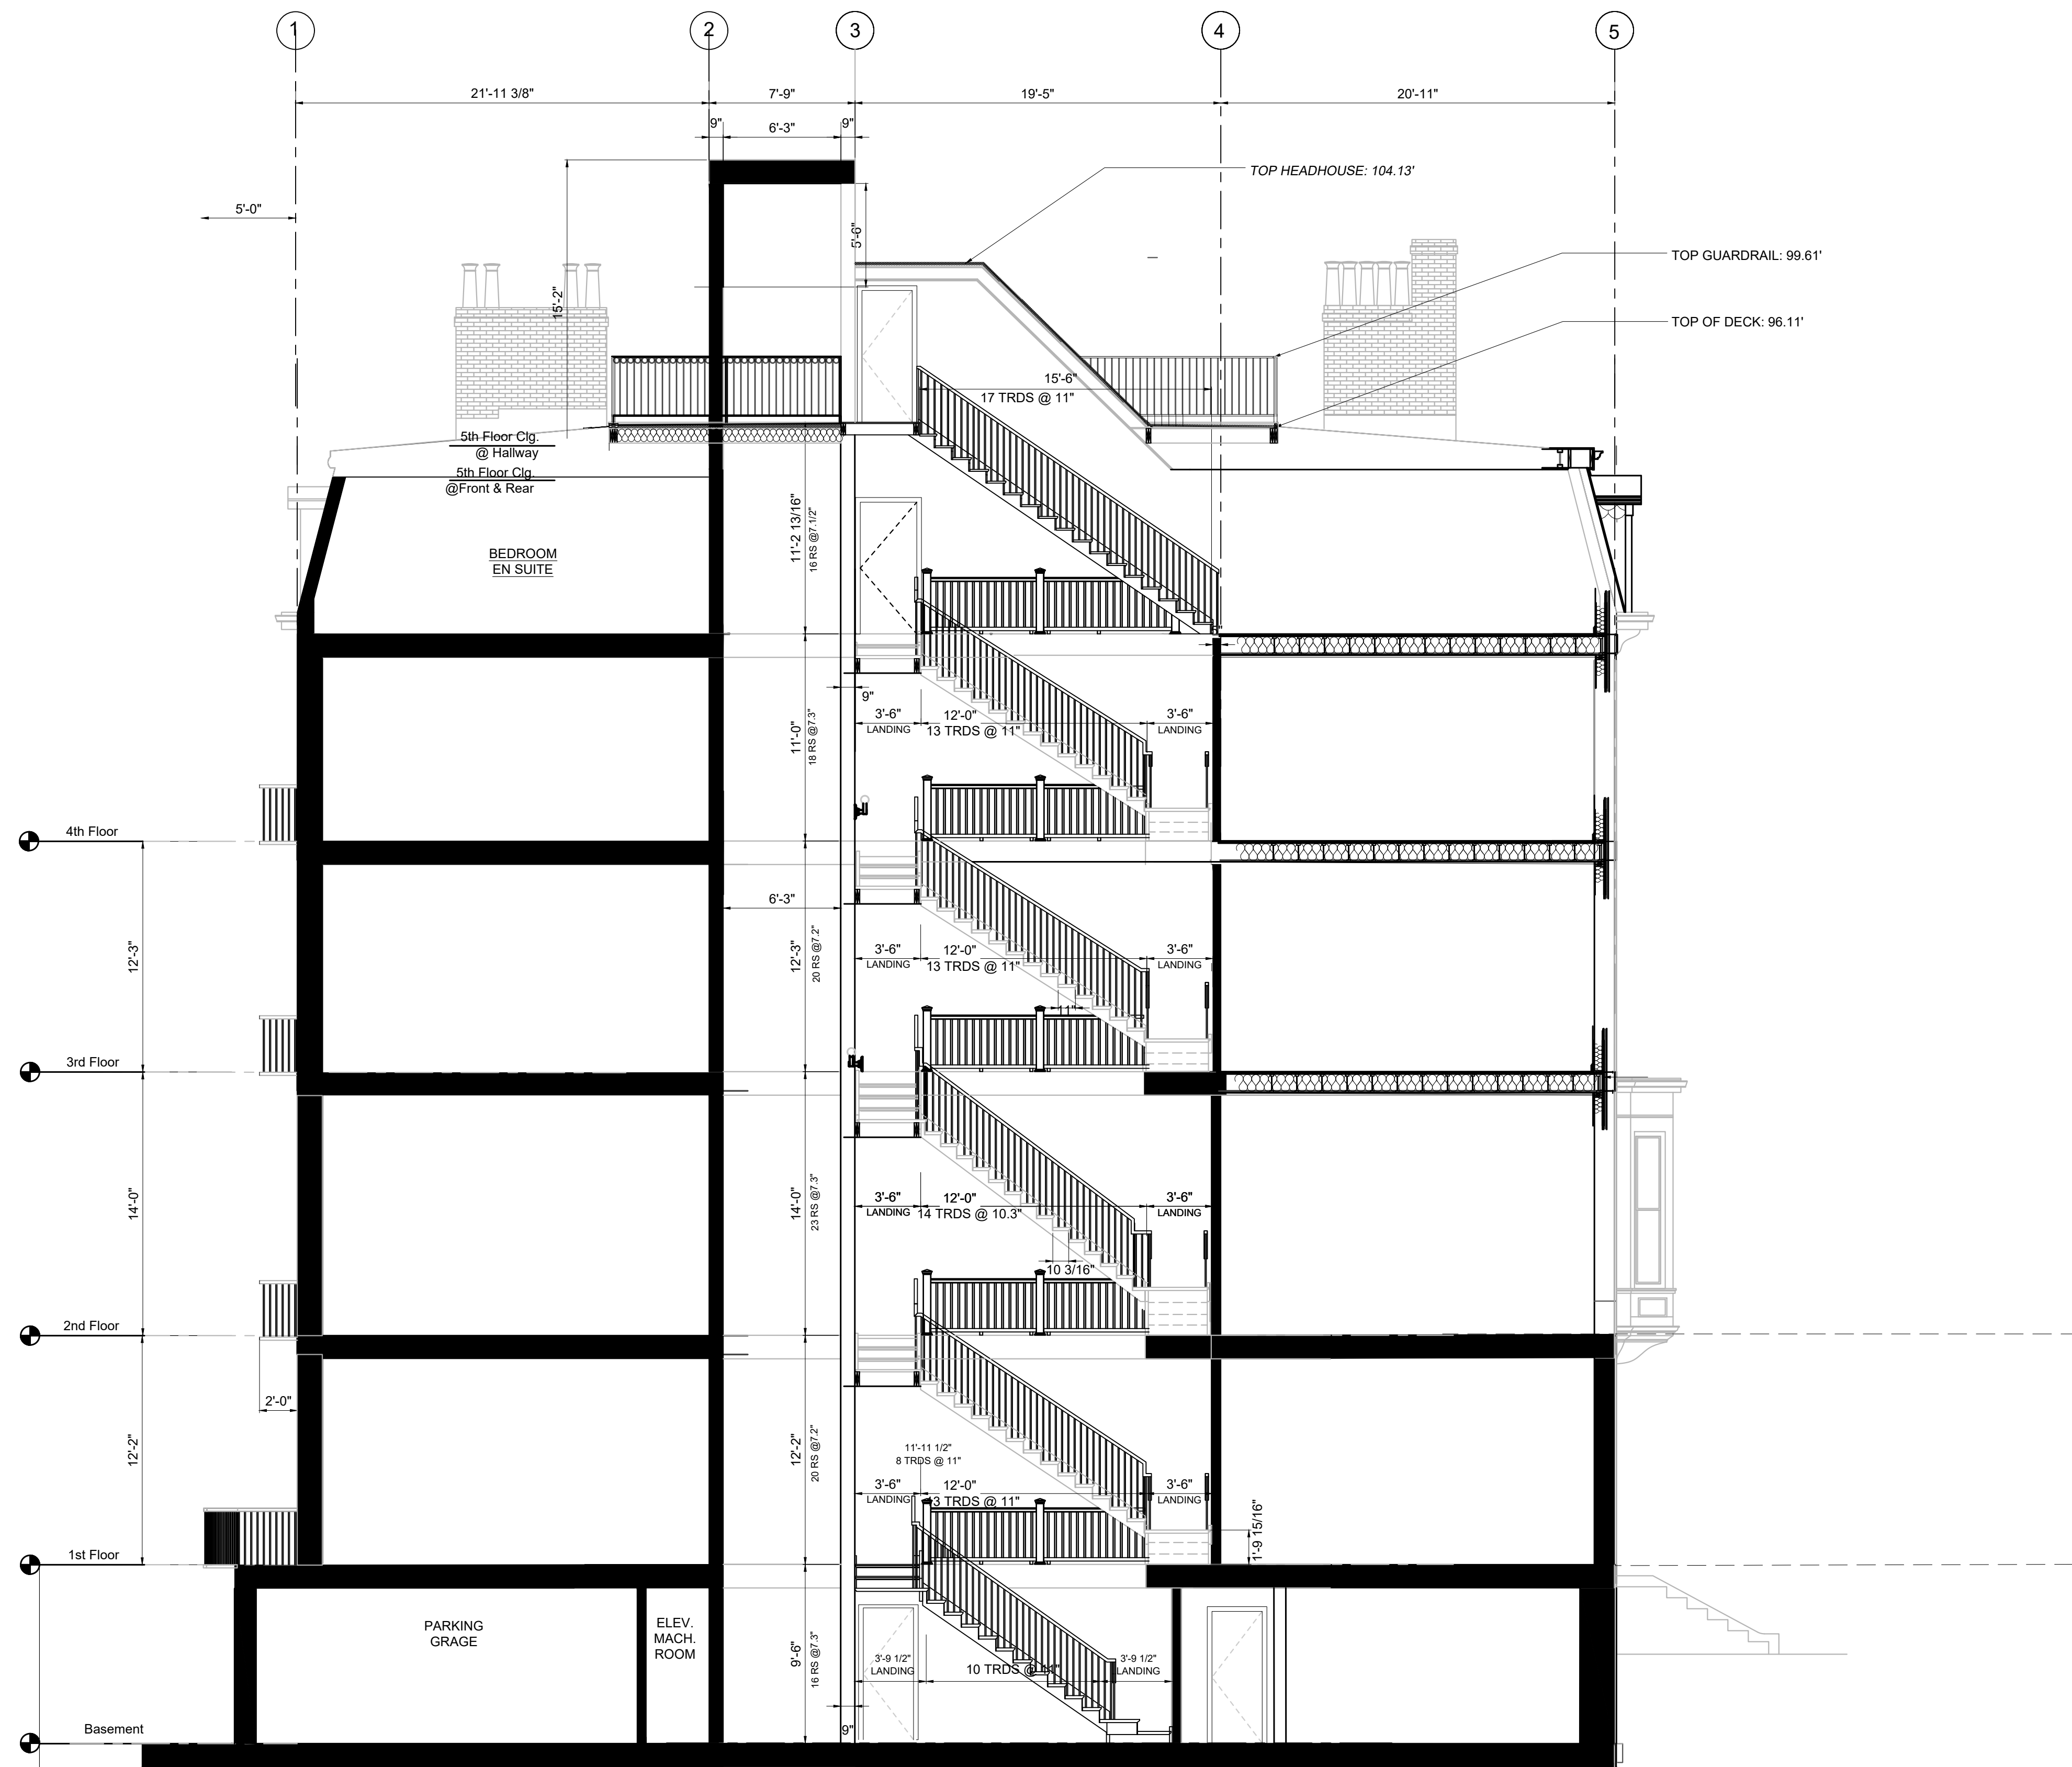 1
2
3
4
5
21'-11 3/8"
7'-9"
19'-5"
20'-11"
9"
6'-3"
9"
TOP HEADHOUSE: 104.13'
5'-0"
5'-6"
TOP GUARDRAIL: 99.61'
15'-2"
TOP OF DECK: 96.11'
15'-6"
17 TRDS @ 11"
5th Floor Clg.
@ Hallway
5th Floor Clg.
@Front & Rear
11'-2 13/16"
16 RS @7.1/2"
BEDROOM
EN SUITE
9"
3'-6"
LANDING
12'-0"
13 TRDS @ 11"
3'-6"
LANDING
11'-0"
18 RS @7.3"
4th Floor
6'-3"
12'-3"
12'-3"
20 RS @7.2"
3'-6"
LANDING
12'-0"
13 TRDS @ 11"
3'-6"
LANDING
11"
3rd Floor
14'-0"
14'-0"
23 RS @7.3"
3'-6"
LANDING
12'-0"
14 TRDS @ 10.3"
3'-6"
LANDING
10 3/16"
2nd Floor
2'-0"
12'-2"
12'-2"
20 RS @7.2"
11'-11 1/2"
8 TRDS @ 11"
3'-6"
LANDING
12'-0"
13 TRDS @ 11"
3'-6"
LANDING
1'-9 15/16"
1st Floor
PARKING
GRAGE
ELEV.
MACH.
ROOM
9'-6"
16 RS @7.3"
3'-9 1/2"
LANDING
10 TRDS @ 11"
3'-9 1/2"
LANDING
9"
Basement